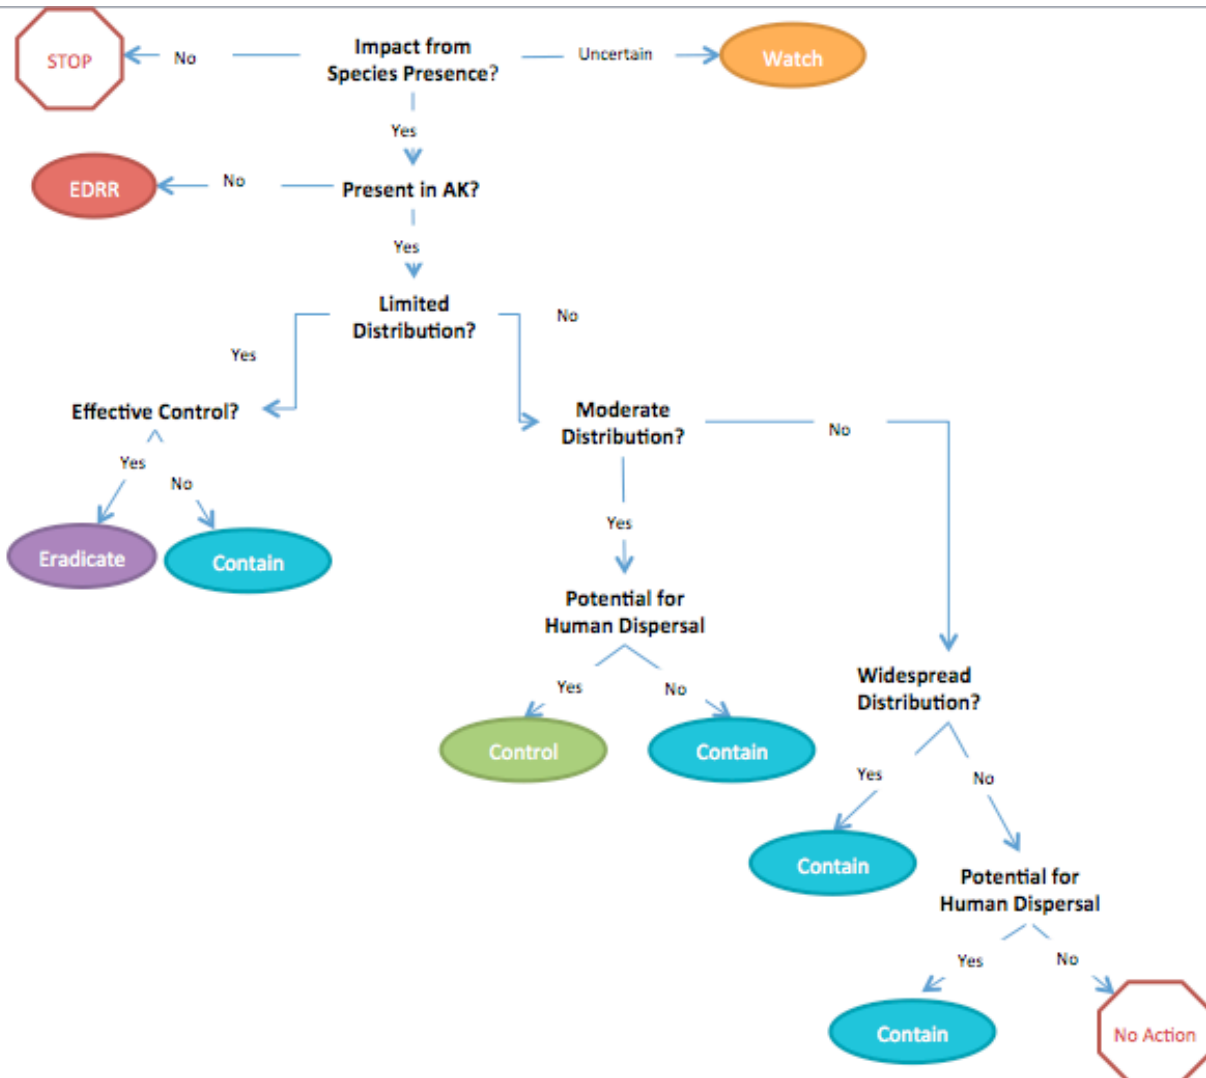 STOP
No
Impact from
Species Presence?
Uncertain
Watch
Yes
EDRR
No
Present in AK?
Yes
Limited
Distribution?
No
Yes
Effective Control?
Moderate
Distribution?
No
Yes
No
Yes
Eradicate
Contain
Potential for
Human Dispersal
Yes
No
Widespread
Distribution?
Control
Contain
Yes
No
Contain
Potential for
Human Dispersal
Yes
No
Contain
No Action